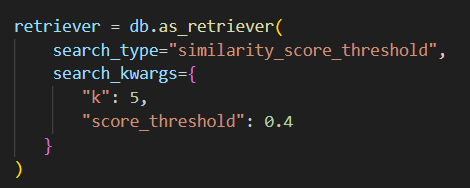 retriever = db.as_retriever(
    search_type="similarity_score_threshold",
    search_kwargs={
        "k": 5,
        "score_threshold": 0.4
    }
)